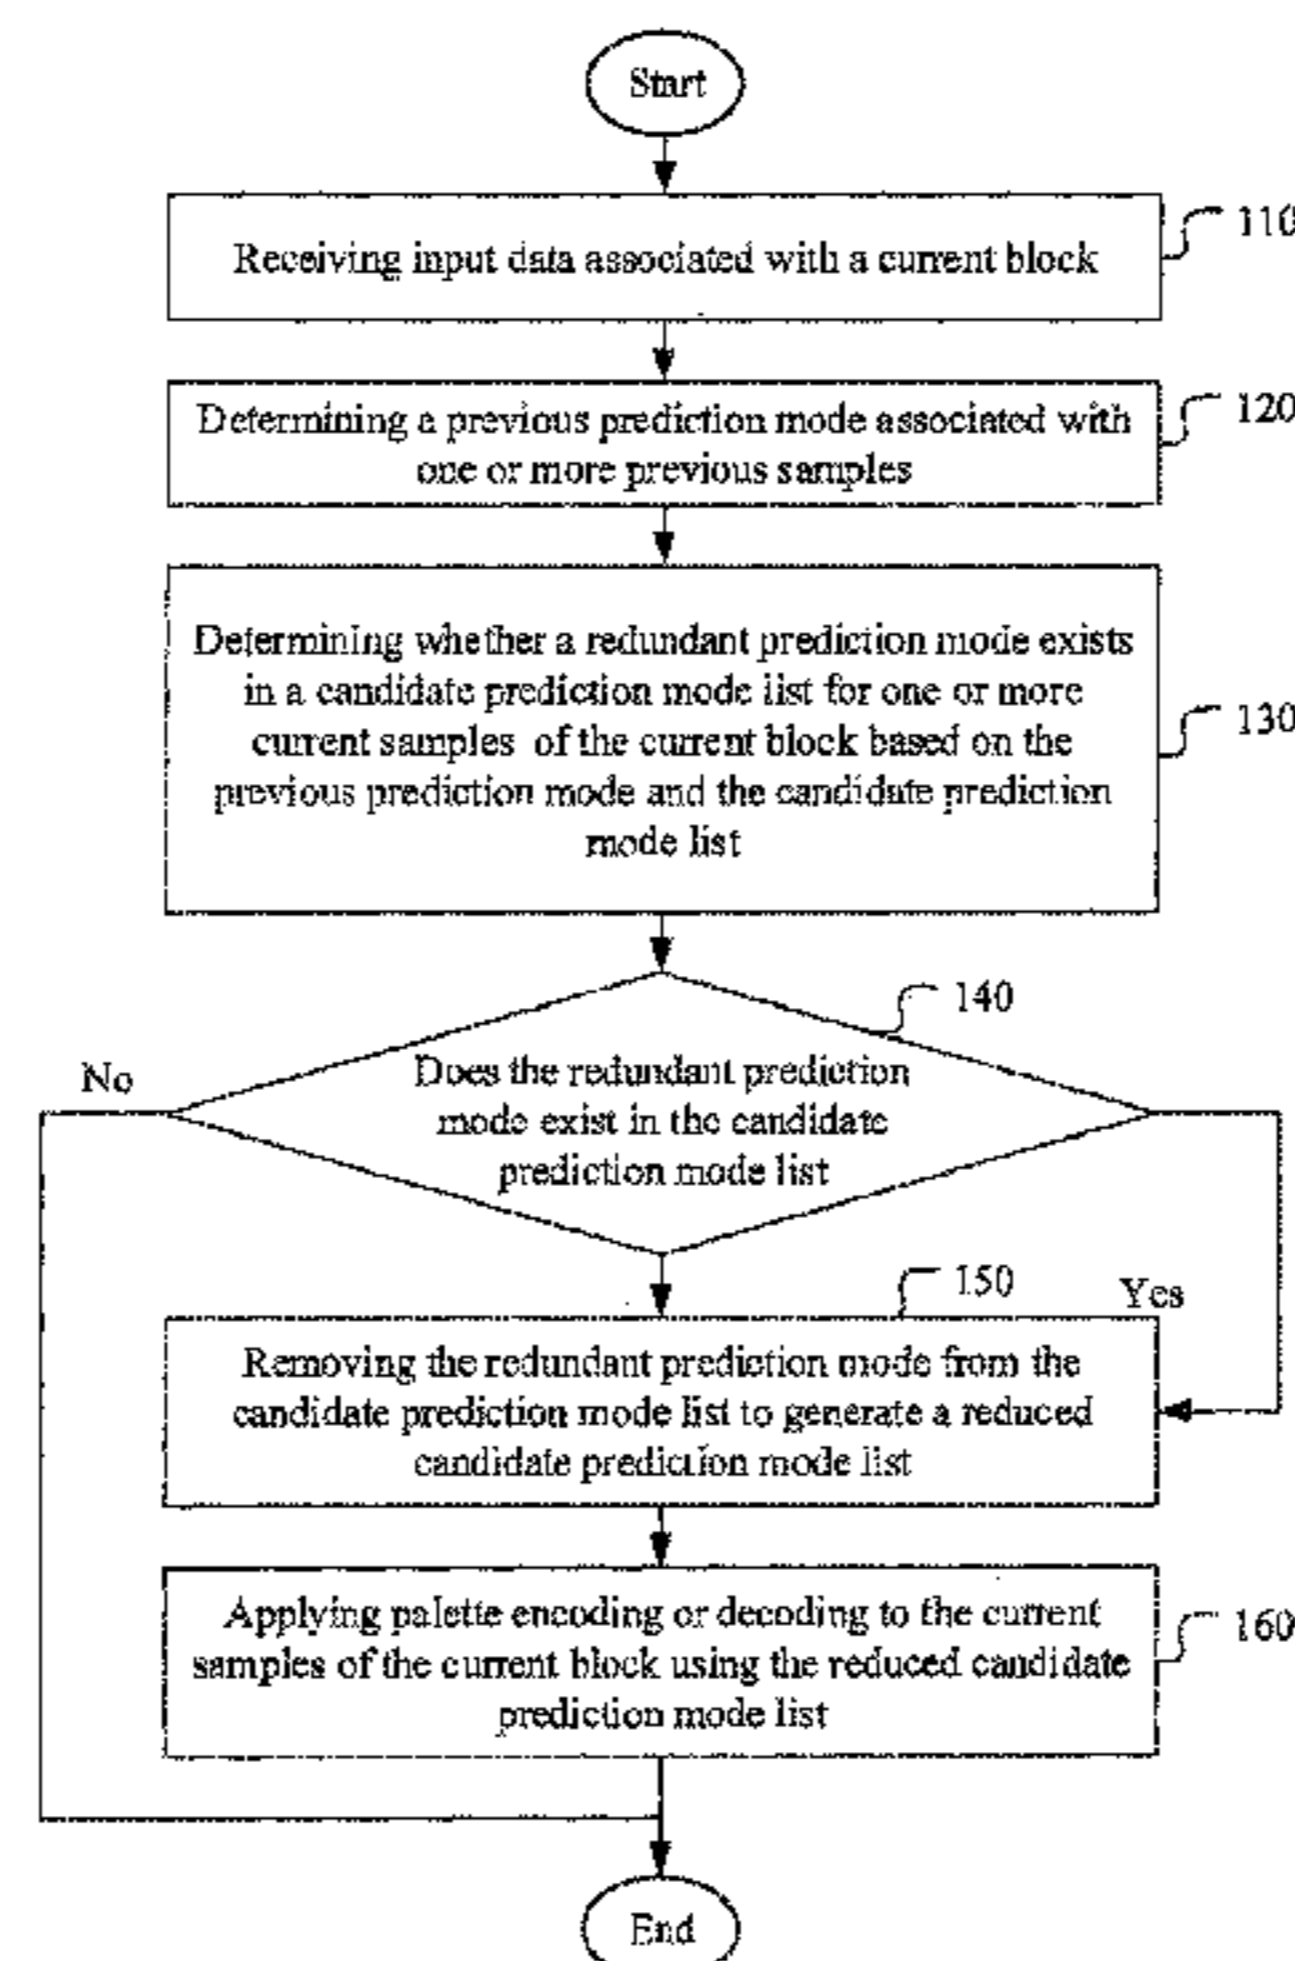 Start
Receiving input data associated with a current block
110
Determining a previous prediction mode associated with
one or more previous samples
120
Determining whether a redundant prediction mode exists
in a candidate prediction mode list for one or more
current samples of the current block based on the
previous prediction mode and the candidate prediction
mode list
130
140
No
Does the redundant prediction
mode exist in the candidate
prediction mode list
150
Yes
Removing the redundant prediction mode from the
candidate prediction mode list to generate a reduced
candidate prediction mode list
Applying palette encoding or decoding to the current
samples of the current block using the reduced candidate
prediction mode list
160
End